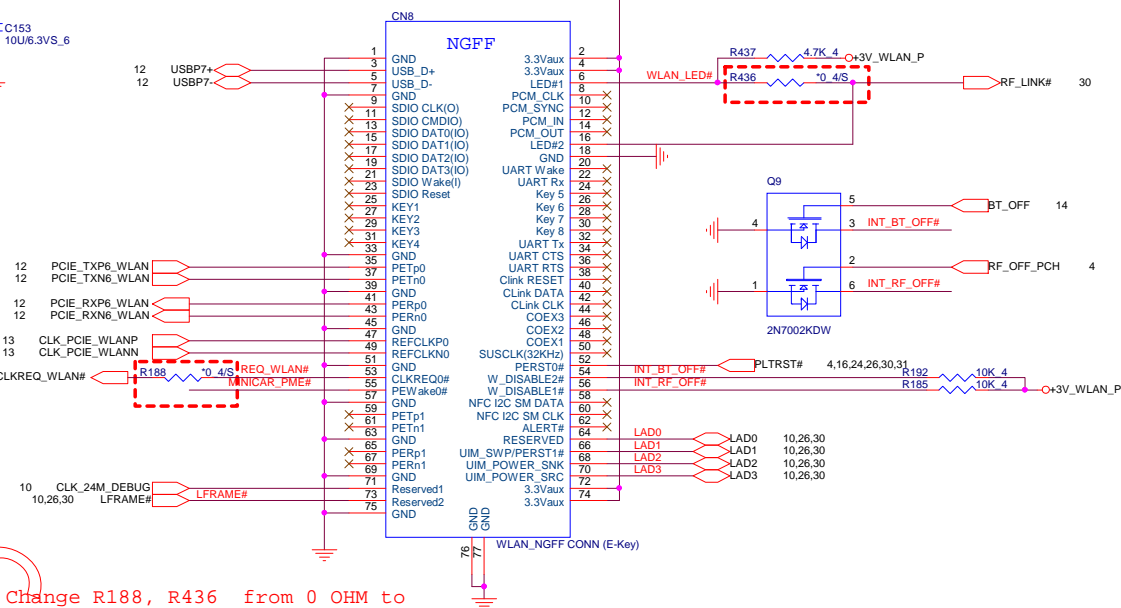 C153
10U/6.3VS_6
CN8
NGFF
1 GND
3 USB_D+
5 USB_D-
7 GND
9 SDIO CLK(O)
11 SDIO CMDIO)
13 SDIO DAT0(IO)
15 SDIO DAT1(IO)
17 SDIO DAT2(IO)
19 SDIO DAT3(IO)
21 SDIO Wake(I)
23 SDIO Reset
25 KEY1
27 KEY2
29 KEY3
31 KEY4
33 GND
35 PETp0
37 PETn0
39 GND
41 PERp0
43 PERn0
45 GND
47 REFCLKP0
49 REFCLKN0
51 GND
53 CLKREQ0#
55 PEWake0#
57 GND
59 PETp1
61 PETn1
63 GND
65 PERp1
67 PERn1
69 GND
71 Reserved1
73 Reserved2
75 GND
3.3Vaux 2
3.3Vaux 4
LED#1 6
PCM_CLK 8
PCM_SYNC 10
PCM_IN 12
PCM_OUT 14
LED#2 16
GND 18
UART Wake 20
UART Rx 22
Key 5 24
Key 6 26
Key 7 28
Key 8 30
UART Tx 32
UART CTS 34
UART RTS 36
Clink RESET 38
CLink DATA 40
CLink CLK 42
COEX3 44
COEX2 46
COEX1 48
SUSCLK(32KHz) 50
PERST0# 52
W_DISABLE2# 54
W_DISABLE1# 56
NFC I2C SM DATA 58
NFC I2C SM CLK 60
ALERT# 62
RESERVED 64
UIM_SWP/PERST1# 66
UIM_POWER_SNK 68
UIM_POWER_SRC 70
3.3Vaux 72
3.3Vaux 74
GND 76
GND 77
WLAN_NGFF CONN (E-Key)
12 USBP7+
12 USBP7-
12 PCIE_TXP6_WLAN
12 PCIE_TXN6_WLAN
12 PCIE_RXP6_WLAN
12 PCIE_RXN6_WLAN
13 CLK_PCIE_WLANP
13 CLK_PCIE_WLANN
CLKREQ_WLAN# R188 *0_4/S REQ_WLAN#
MINICAR_PME#
10 CLK_24M_DEBUG
10,26,30 LFRAME# LFRAME#
R437 4.7K_4 +3V_WLAN_P
WLAN_LED# R436 *0_4/S RF_LINK# 30
Q9
5 BT_OFF 14
4 3 INT_BT_OFF#
2 RF_OFF_PCH 4
1 6 INT_RF_OFF#
2N7002KDW
PLTRST# 4,16,24,26,30,31
INT_BT_OFF# R192 10K_4
INT_RF_OFF# R185 10K_4 +3V_WLAN_P
LAD0 LAD0 10,26,30
LAD1 LAD1 10,26,30
LAD2 LAD2 10,26,30
LAD3 LAD3 10,26,30
Change R188, R436 from 0 OHM to